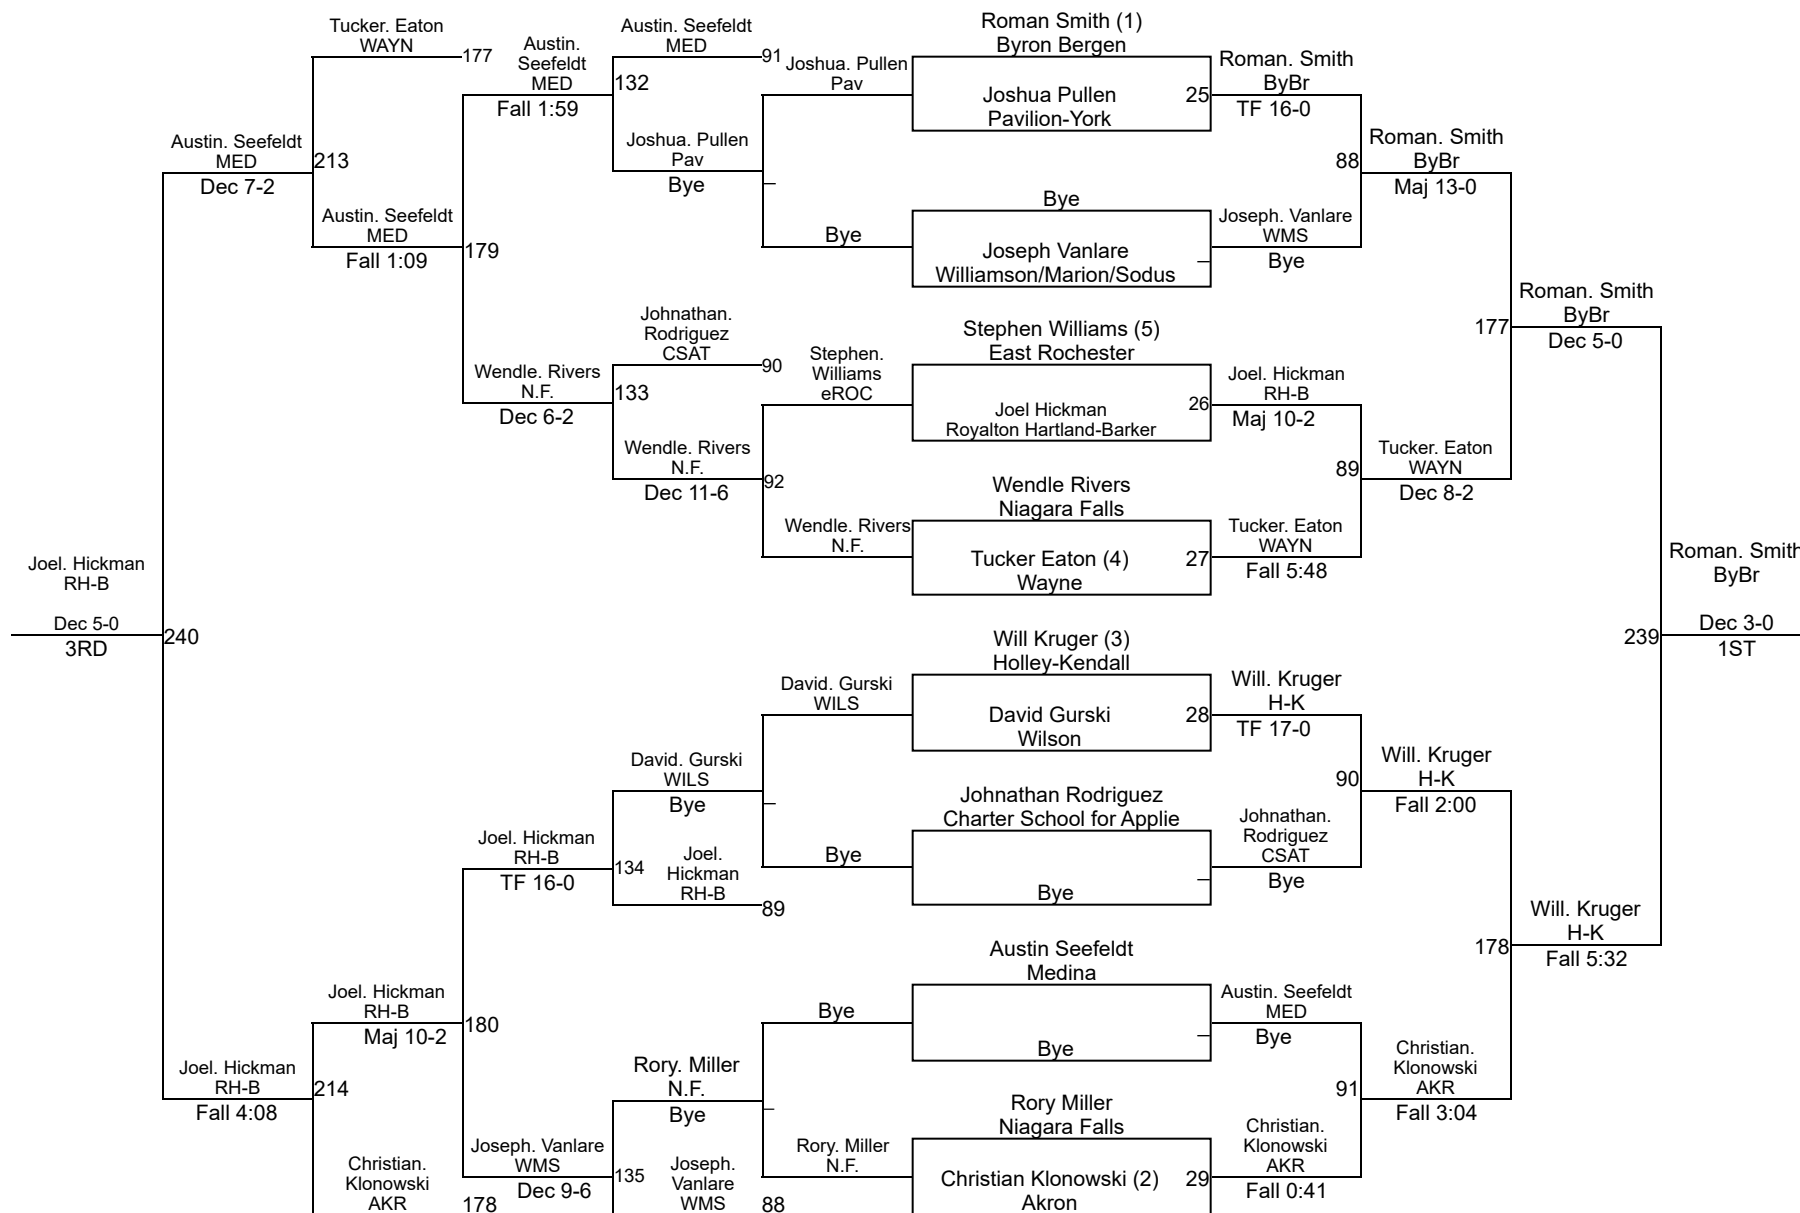 Tucker. Eaton
WAYN
177
Austin.
Seefeldt
MED
Fall 1:59
Austin. Seefeldt
MED
91
132
Joshua. Pullen
Pav
Bye
Joshua. Pullen
Pav
–
Bye
Roman Smith (1)
Byron Bergen
Joshua Pullen
Pavilion-York
25
Bye
Joseph Vanlare
Williamson/Marion/Sodus
–
Roman. Smith
ByBr
TF 16-0
88
Joseph. Vanlare
WMS
Bye
Roman. Smith
ByBr
Maj 13-0
Austin. Seefeldt
MED
Dec 7-2
213
Austin. Seefeldt
MED
Fall 1:09
179
Johnathan.
Rodriguez
CSAT
90
Wendle. Rivers
N.F.
Dec 6-2
133
Wendle. Rivers
N.F.
Dec 11-6
Stephen.
Williams
eROC
92
Wendle. Rivers
N.F.
Stephen Williams (5)
East Rochester
Joel Hickman
Royalton Hartland-Barker
26
Wendle Rivers
Niagara Falls
Tucker Eaton (4)
Wayne
27
Joel. Hickman
RH-B
Maj 10-2
89
Tucker. Eaton
WAYN
Fall 5:48
Tucker. Eaton
WAYN
Dec 8-2
177
Roman. Smith
ByBr
Dec 5-0
Joel. Hickman
RH-B
Dec 5-0
3RD
240
Roman. Smith
ByBr
239
Dec 3-0
1ST
David. Gurski
WILS
Will Kruger (3)
Holley-Kendall
David Gurski
Wilson
28
Will. Kruger
H-K
TF 17-0
David. Gurski
WILS
Bye
–
Bye
Johnathan Rodriguez
Charter School for Applie
Bye
–
90
Johnathan.
Rodriguez
CSAT
Bye
Will. Kruger
H-K
Fall 2:00
Joel. Hickman
RH-B
TF 16-0
134
Joel.
Hickman
RH-B
89
178
Will. Kruger
H-K
Fall 5:32
Joel. Hickman
RH-B
Maj 10-2
180
Bye
Austin Seefeldt
Medina
Bye
–
Austin. Seefeldt
MED
Bye
Joel. Hickman
RH-B
Fall 4:08
214
Rory. Miller
N.F.
Bye
–
Rory. Miller
N.F.
Rory Miller
Niagara Falls
Christian Klonowski (2)
Akron
29
91
Christian.
Klonowski
AKR
Fall 0:41
Christian.
Klonowski
AKR
Fall 3:04
Christian.
Klonowski
AKR
178
Joseph. Vanlare
WMS
Dec 9-6
135
Joseph.
Vanlare
WMS
88